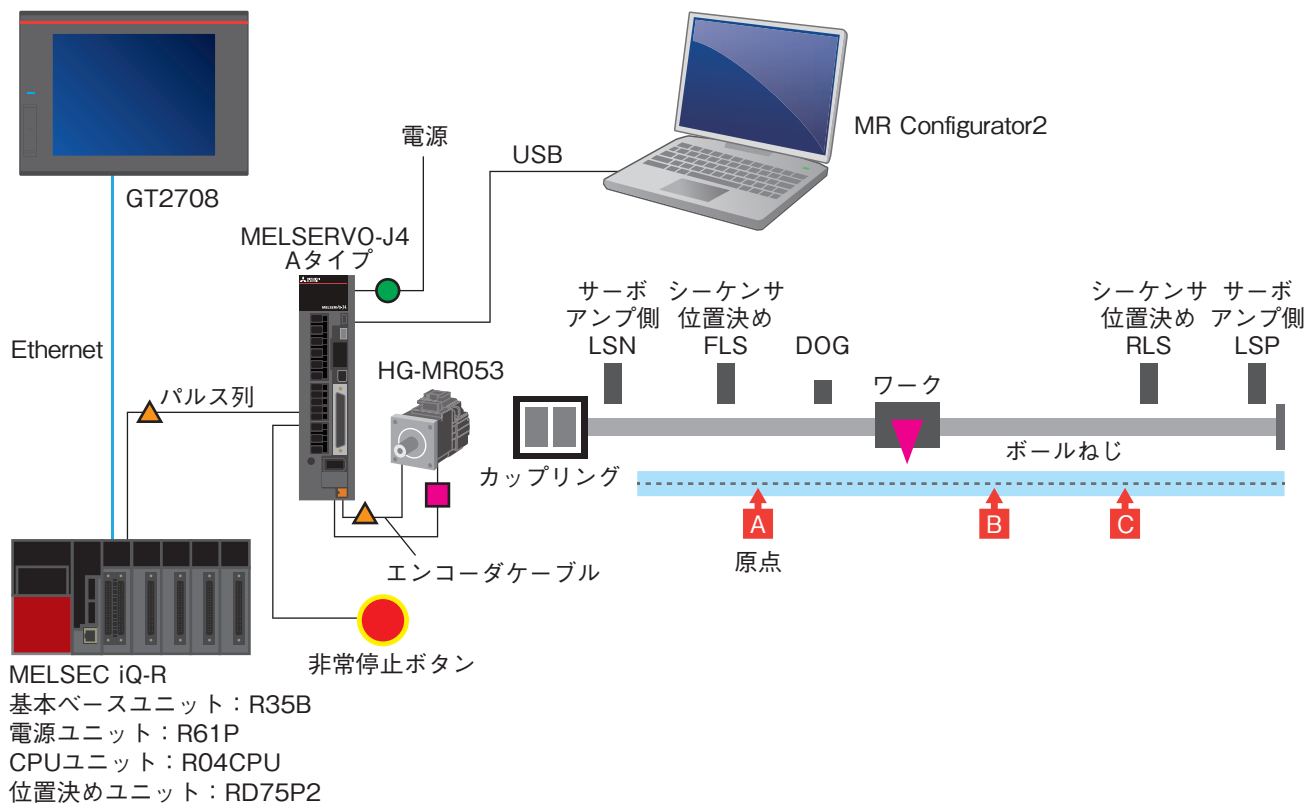 GT2708
電源
USB
MR Configurator2
MELSERVO-J4
Aタイプ
Ethernet
パルス列
HG-MR053
サーボ
アンプ側
LSN
シーケンサ
位置決め
FLS
DOG
ワーク
シーケンサ
位置決め
RLS
サーボ
アンプ側
LSP
カップリング
ボールねじ
A
B
C
原点
エンコーダケーブル
非常停止ボタン
MELSEC iQ-R
基本ベースユニット：R35B
電源ユニット：R61P
CPUユニット：R04CPU
位置決めユニット：RD75P2